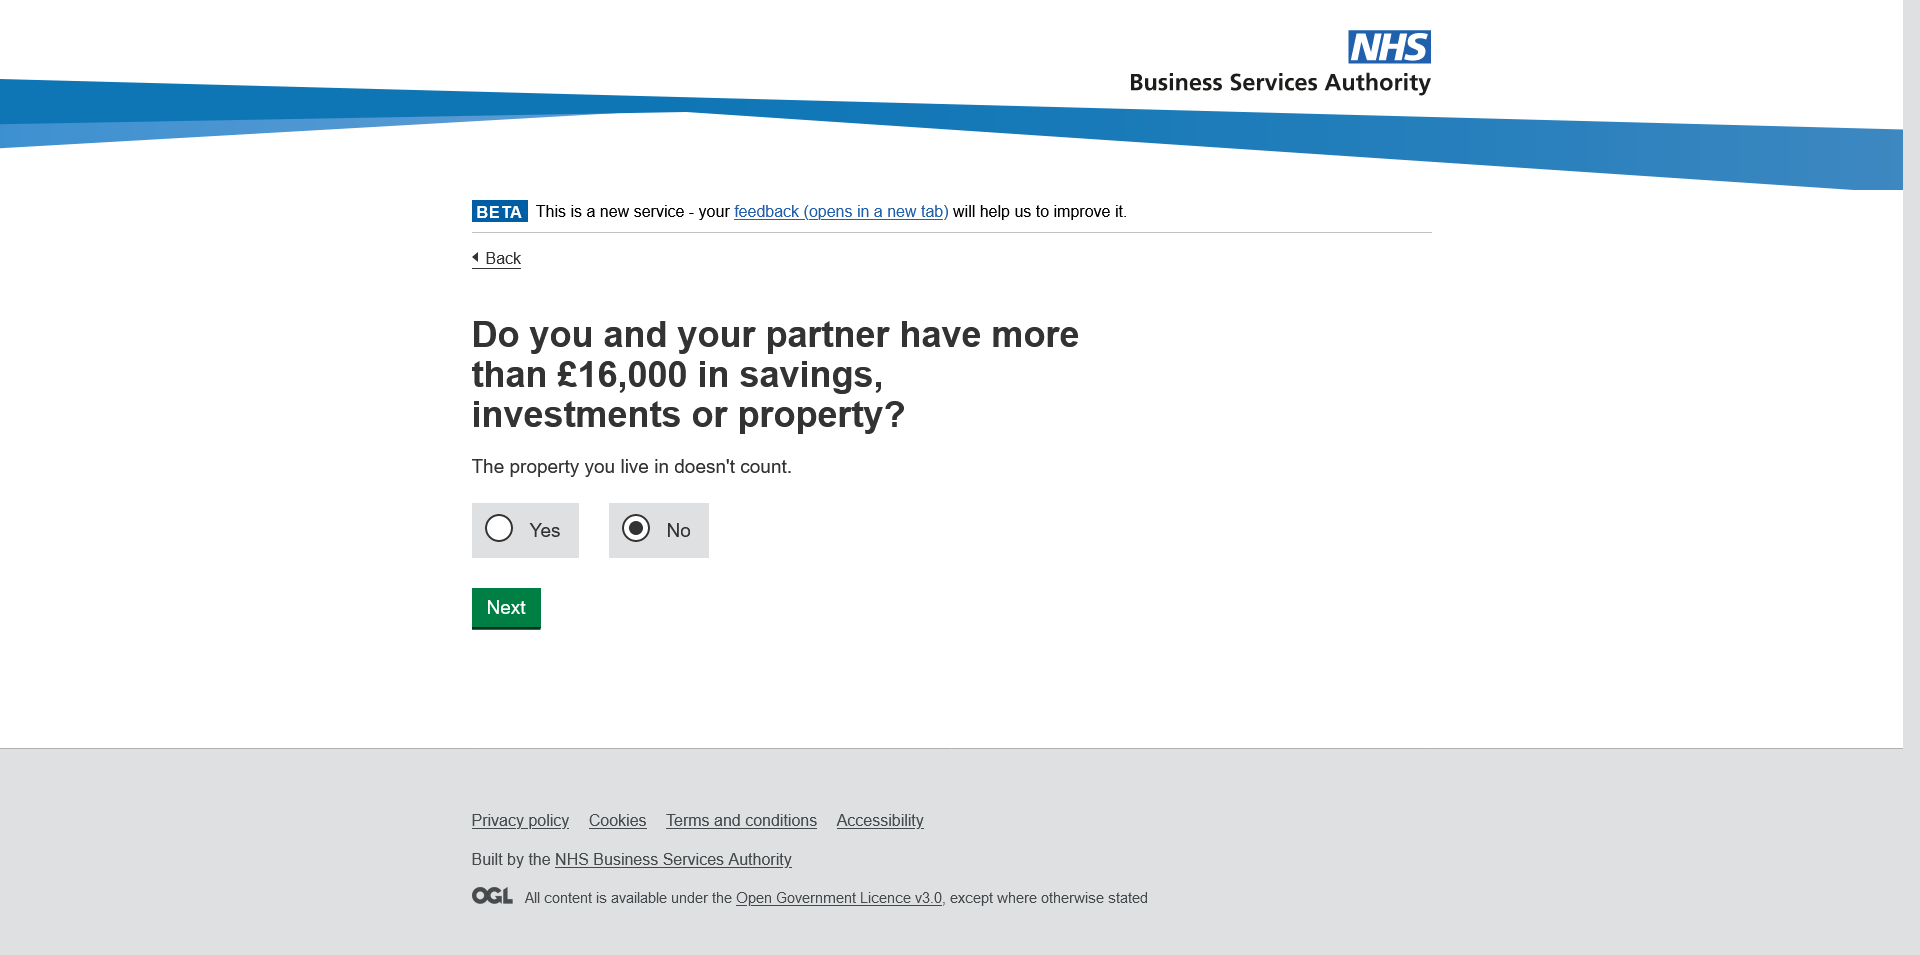 NHS
Business Services Authority
BETA This is a new service - your feedback (opens in a new tab) will help us to improve it.
Back
Do you and your partner have more
than £16,000 in savings,
investments or property?
The property you live in doesn't count.
Yes No
Next
Privacy policy Cookies Terms and conditions Accessibility
Built by the NHS Business Services Authority
OGL All content is available under the Open Government Licence v3.0, except where otherwise stated